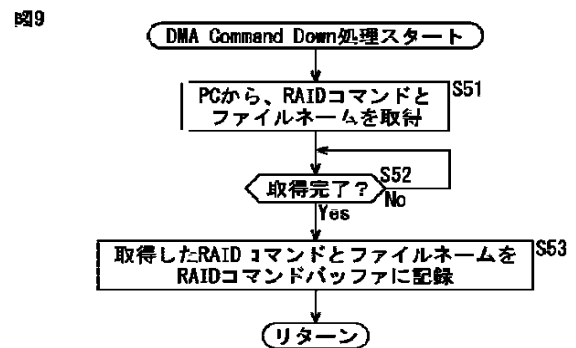 図9
DMA Command Down処理スタート
PCから、RAIDコマンドと
ファイルネームを取得
S51
取得完了？
S52
No
Yes
取得したRAIDコマンドとファイルネームを
RAIDコマンドバッファに記録
S53
リターン